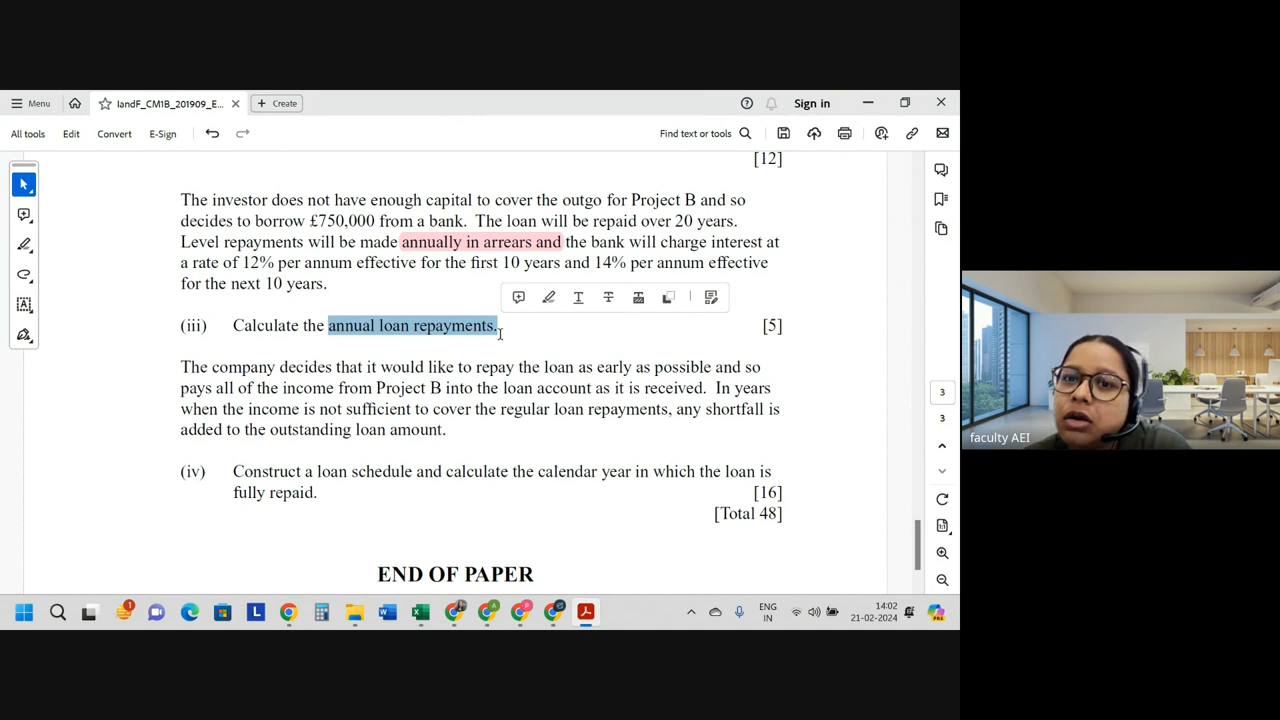 Menu
IandF_CM1B_201909_E...
Create
Sign in
All tools
Edit
Convert
E-Sign
Find text or tools
[12]
The investor does not have enough capital to cover the outgo for Project B and so
decides to borrow £750,000 from a bank. The loan will be repaid over 20 years.
Level repayments will be made annually in arrears and the bank will charge interest at
a rate of 12% per annum effective for the first 10 years and 14% per annum effective
for the next 10 years.
(iii) Calculate the annual loan repayments. [5]
The company decides that it would like to repay the loan as early as possible and so
pays all of the income from Project B into the loan account as it is received. In years
when the income is not sufficient to cover the regular loan repayments, any shortfall is
added to the outstanding loan amount.
(iv) Construct a loan schedule and calculate the calendar year in which the loan is
fully repaid. [16]
[Total 48]
END OF PAPER
3
3
faculty AEI
ENG
IN
14:02
21-02-2024